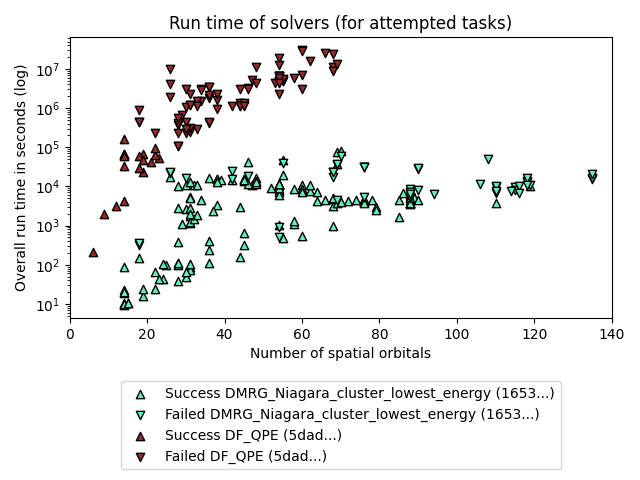 Run time of solvers (for attempted tasks)
Overall run time in seconds (log)
10^7
10^6
10^5
10^4
10^3
10^2
10^1
0 20 40 60 80 100 120 140
Number of spatial orbitals
Success DMRG_Niagara_cluster_lowest_energy (1653...)
Failed DMRG_Niagara_cluster_lowest_energy (1653...)
Success DF_QPE (5dad...)
Failed DF_QPE (5dad...)